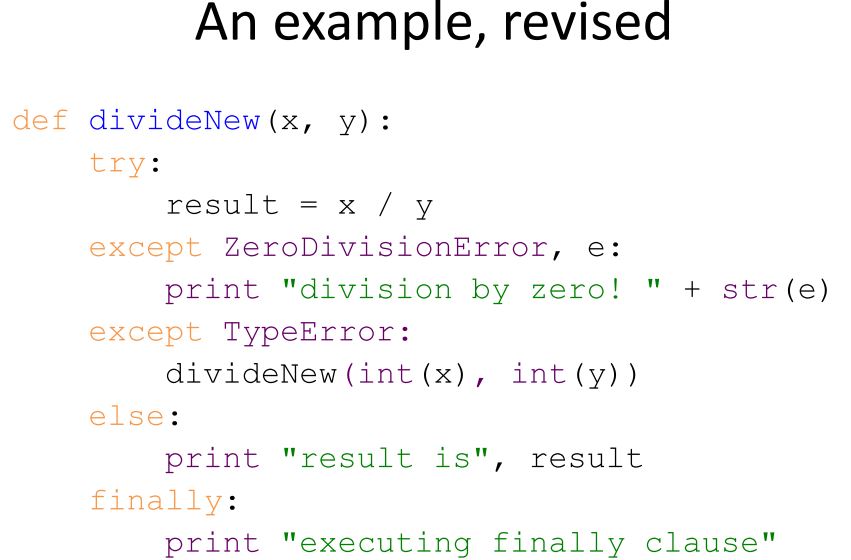 An example, revised
def divideNew(x, y):
    try:
        result = x / y
    except ZeroDivisionError, e:
        print "division by zero! " + str(e)
    except TypeError:
        divideNew(int(x), int(y))
    else:
        print "result is", result
    finally:
        print "executing finally clause"